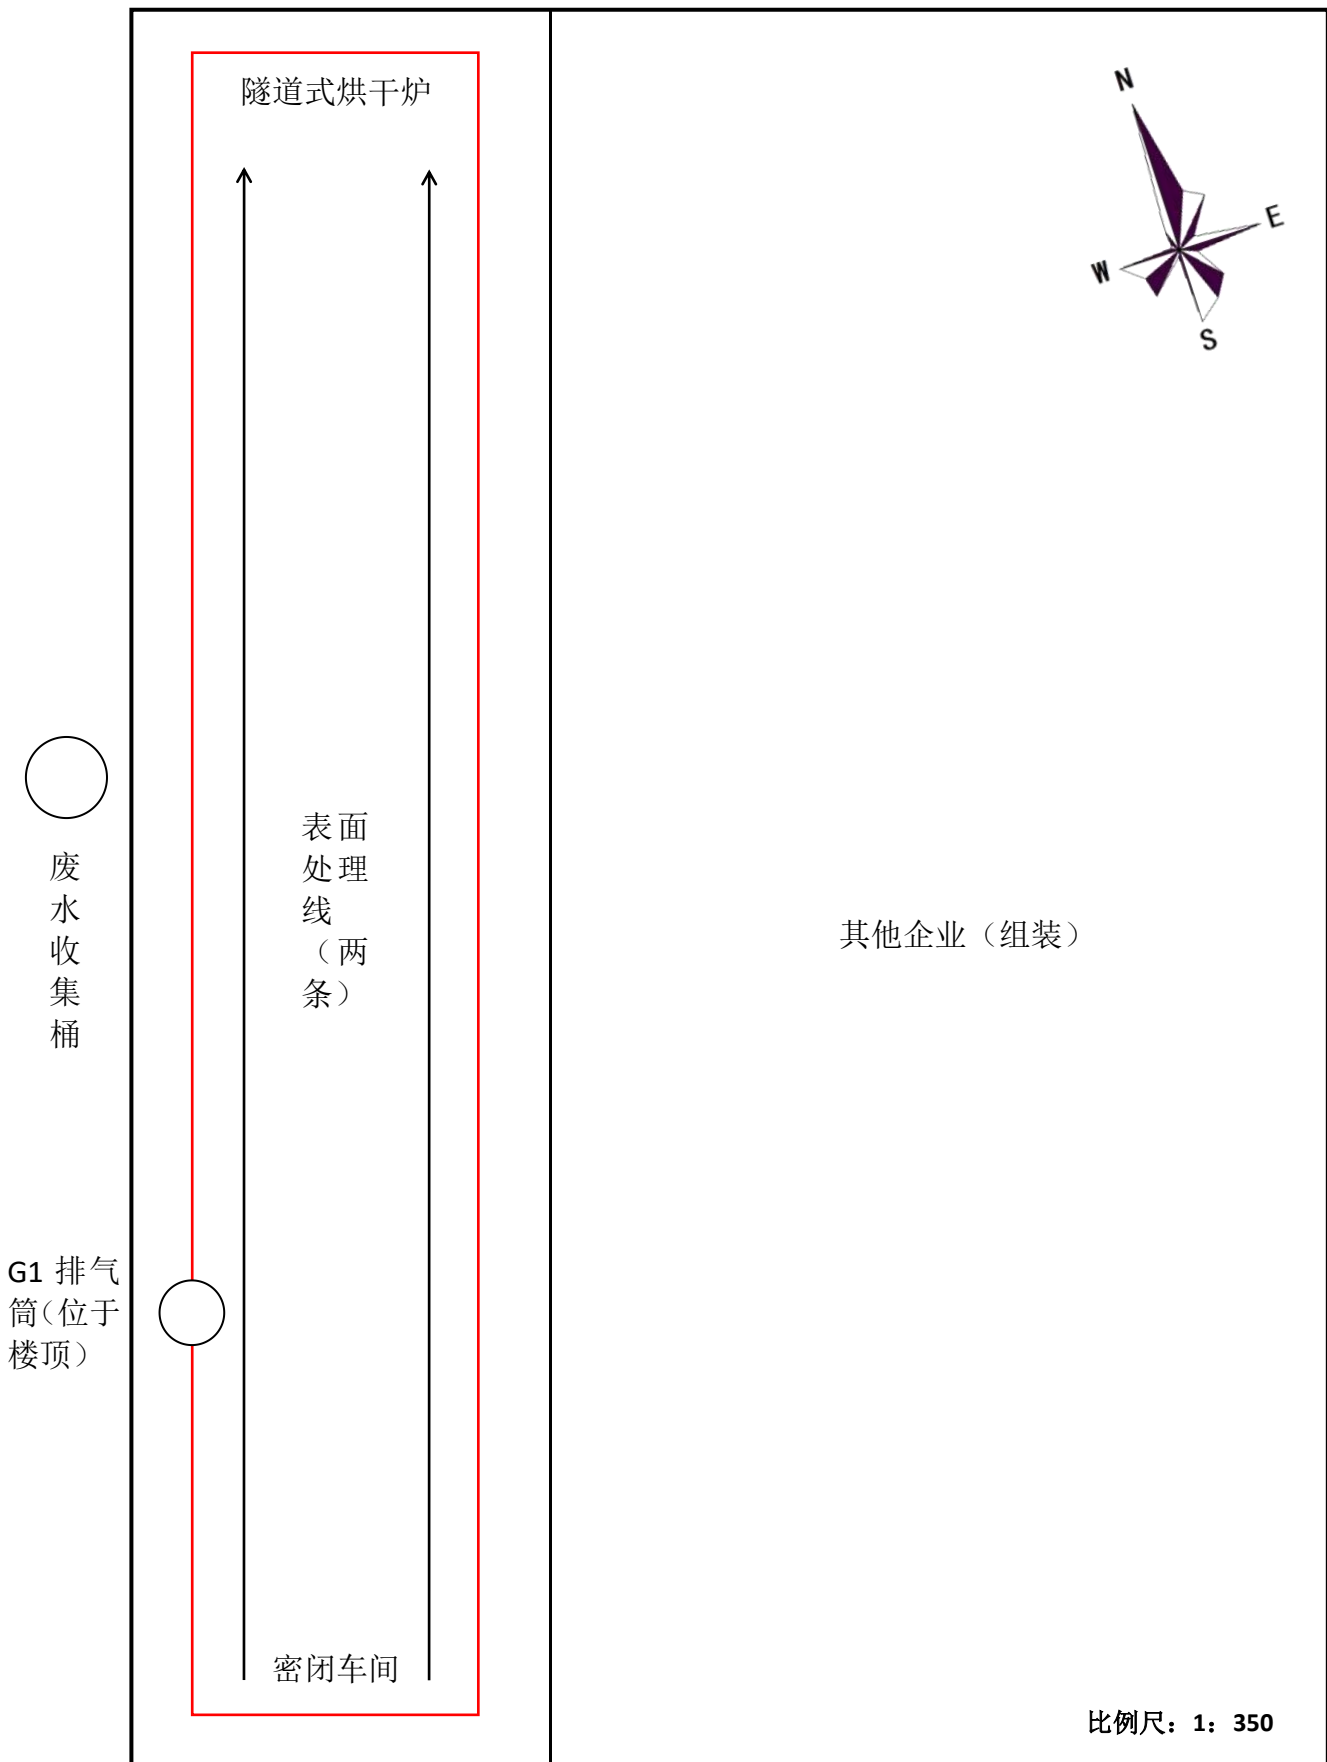 隧道式烘干炉
N
E
W
S
表面
处理
线
（两
条）
废
水
收
集
桶
其他企业（组装）
G1 排气
筒（位于
楼顶）
密闭车间
比例尺：1：350